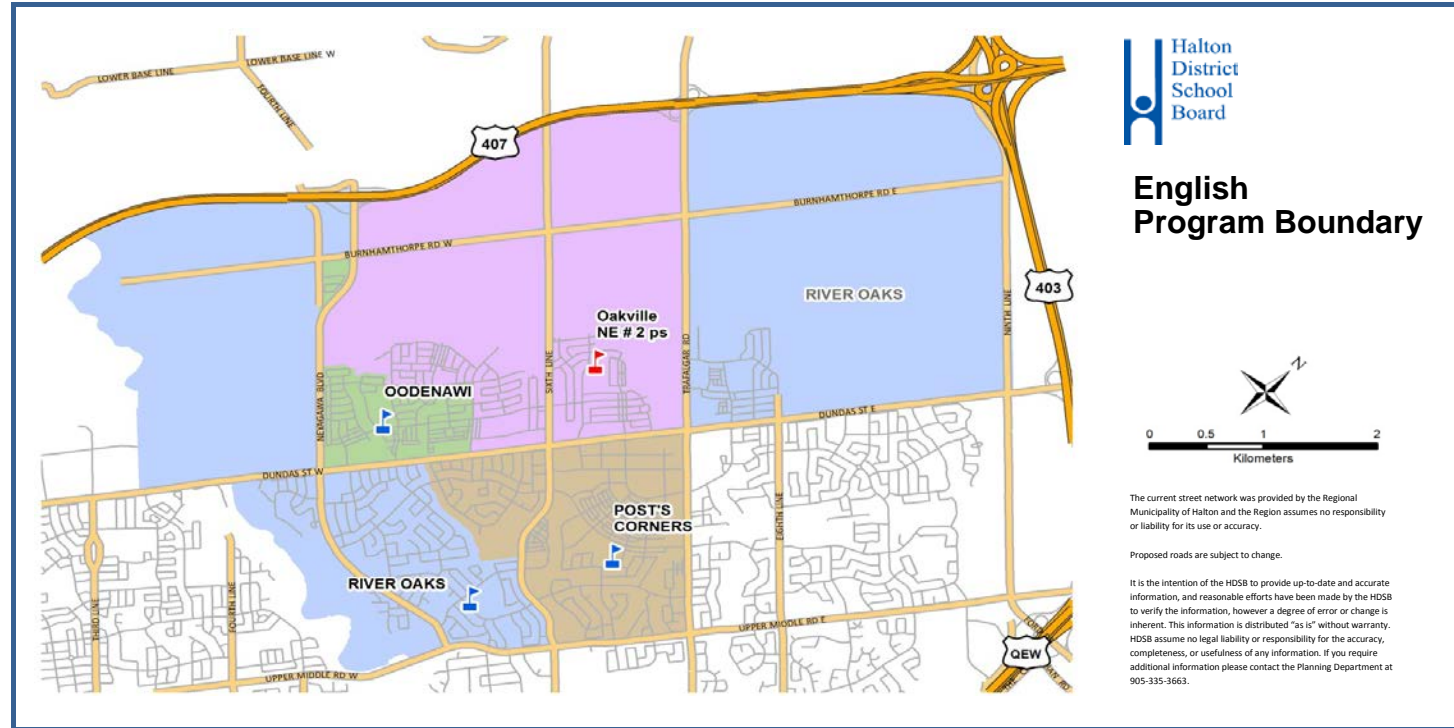 LOWER BASE LINE W
LOWER BASE LINE
FOURTH LINE
407
BURNHAMTHORPE RD E
BURNHAMTHORPE RD W
403
RIVER OAKS
NINTH LINE
Oakville
NE # 2 ps
SIXTH LINE
TRAFALGAR RD
NEYAGAWA BLVD
OODENAWI
DUNDAS ST E
DUNDAS ST W
POST'S
CORNERS
EIGHTH LINE
RIVER OAKS
THIRD LINE
FOURTH LINE
UPPER MIDDLE RD E
UPPER MIDDLE RD W
QEW
Halton
District
School
Board
English
Program Boundary
N
0 0.5 1 2
Kilometers
The current street network was provided by the Regional
Municipality of Halton and the Region assumes no responsibility
or liability for its use or accuracy.
Proposed roads are subject to change.
It is the intention of the HDSB to provide up-to-date and accurate
information, and reasonable efforts have been made by the HDSB
to verify the information, however a degree of error or change is
inherent. This information is distributed "as is" without warranty.
HDSB assume no legal liability or responsibility for the accuracy,
completeness, or usefulness of any information. If you require
additional information please contact the Planning Department at
905-335-3663.